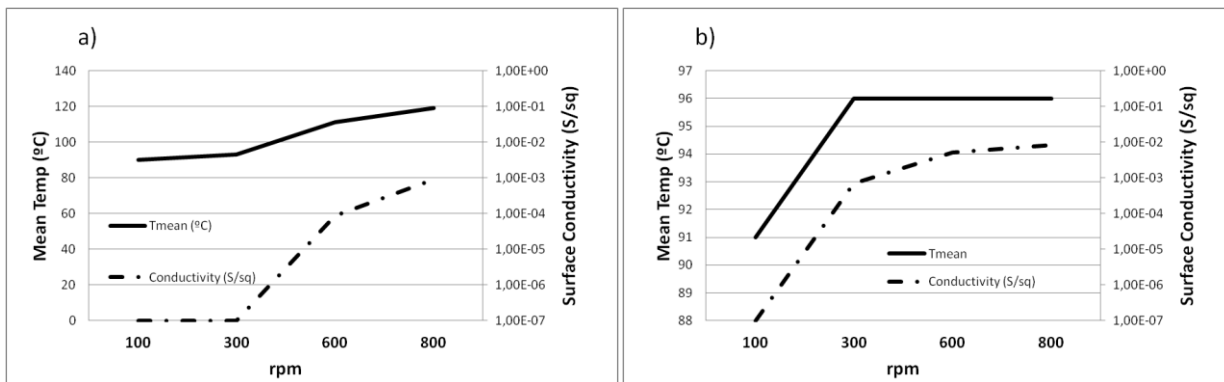 a)
Mean Temp (ºC)
140
120
100
80
60
40
20
0
Tmean (ºC)
Conductivity (S/sq)
1,00E+00
1,00E-01
1,00E-02
1,00E-03
1,00E-04
1,00E-05
1,00E-06
1,00E-07
Surface Conductivity (S/sq)
100 300 600 800
rpm
b)
Mean Temp (ºC)
97
96
95
94
93
92
91
90
89
88
Tmean
Conductivity (S/sq)
1,00E+00
1,00E-01
1,00E-02
1,00E-03
1,00E-04
1,00E-05
1,00E-06
1,00E-07
Surface Conductivity (S/sq)
100 300 600 800
rpm